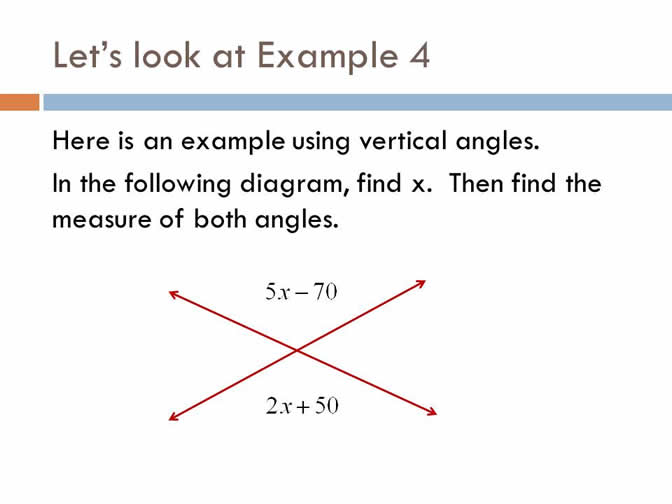 Let's look at Example 4
Here is an example using vertical angles.
In the following diagram, find x. Then find the
measure of both angles.
5x − 70
2x + 50